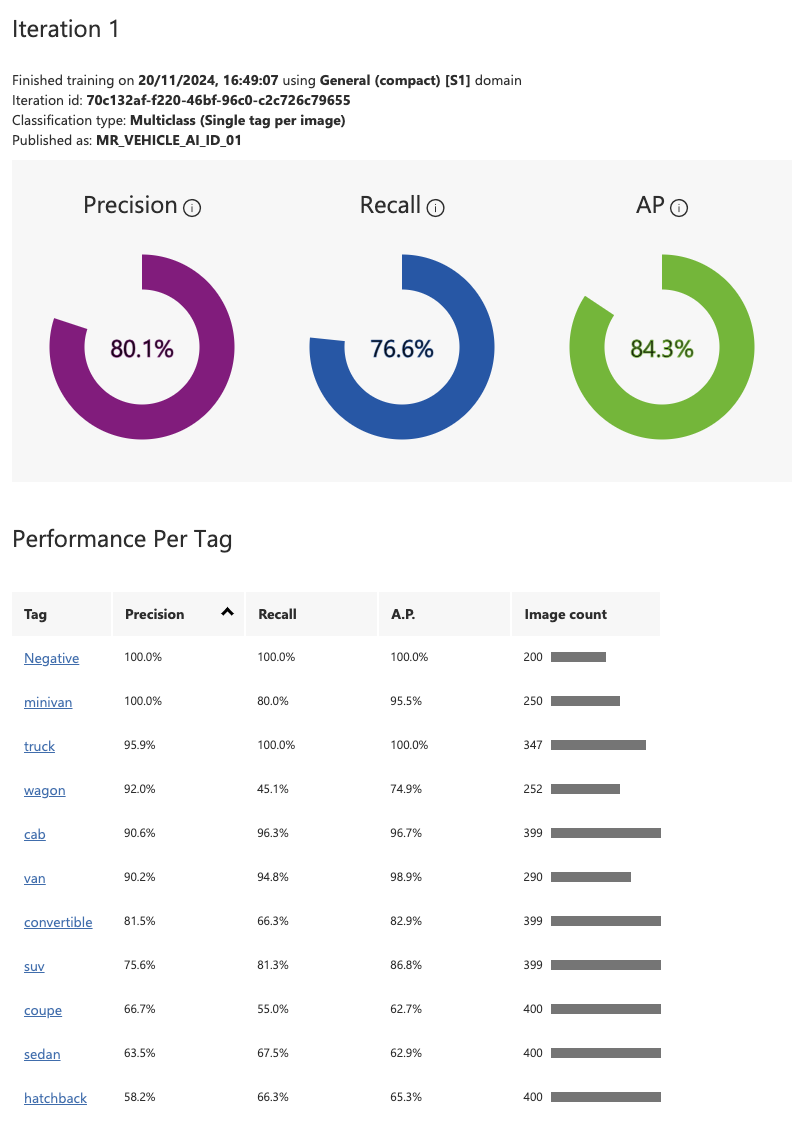 Iteration 1
Finished training on 20/11/2024, 16:49:07 using General (compact) [S1] domain
Iteration id: 70c132af-f220-46bf-96c0-c2c726c79655
Classification type: Multiclass (Single tag per image)
Published as: MR_VEHICLE_AI_ID_01
Precision Recall AP
80.1% 76.6% 84.3%
Performance Per Tag
Tag Precision Recall A.P. Image count
Negative 100.0% 100.0% 100.0% 200
minivan 100.0% 80.0% 95.5% 250
truck 95.9% 100.0% 100.0% 347
wagon 92.0% 45.1% 74.9% 252
cab 90.6% 96.3% 96.7% 399
van 90.2% 94.8% 98.9% 290
convertible 81.5% 66.3% 82.9% 399
suv 75.6% 81.3% 86.8% 399
coupe 66.7% 55.0% 62.7% 400
sedan 63.5% 67.5% 62.9% 400
hatchback 58.2% 66.3% 65.3% 400